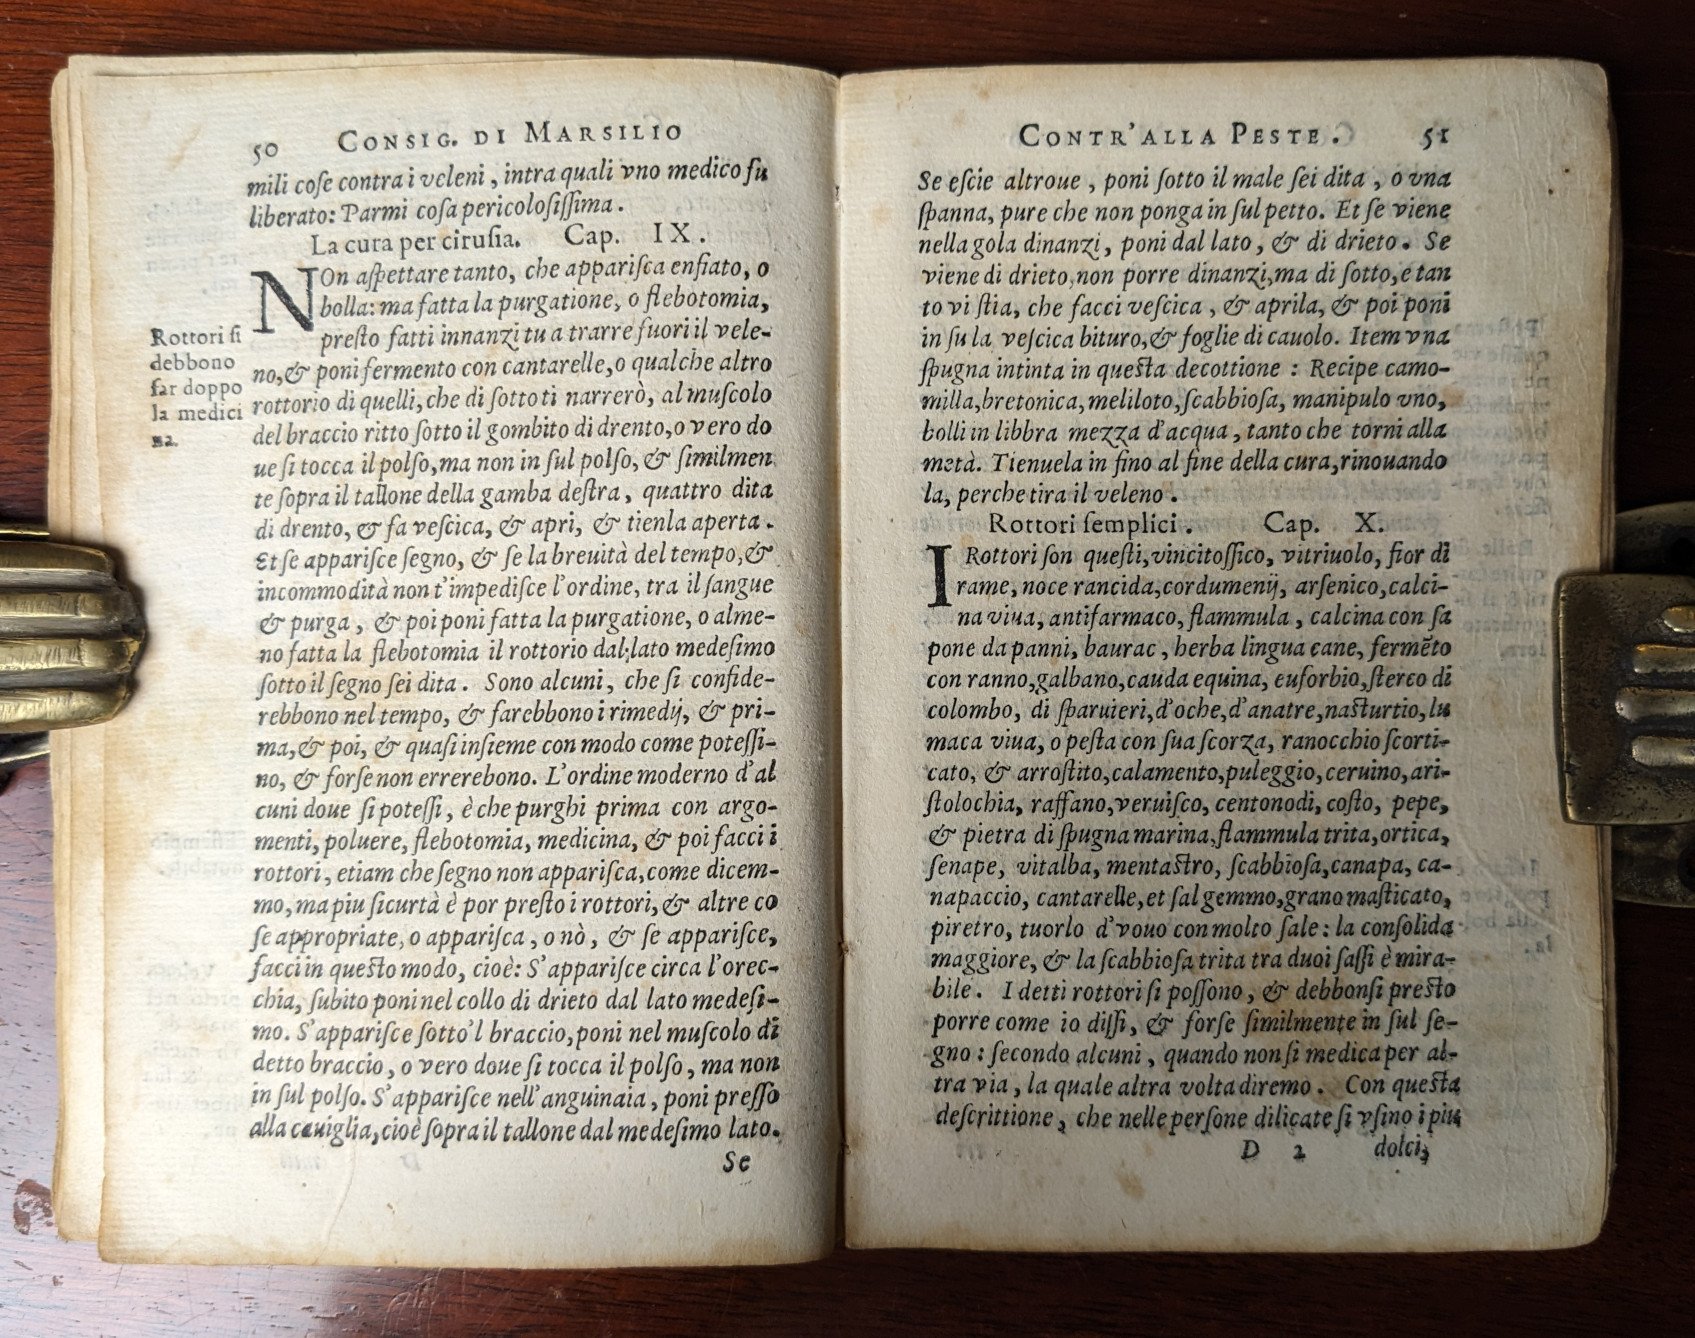 50 CONSIG. DI MARSILIO
mili coſe contra i veleni, intra quali vno medico fu
liberato: Parmi coſa pericoloſiſſima.
La cura per ciruſia. Cap. IX.
NOn aſpettare tanto, che appariſca enfiato, o
bolla: ma fatta la purgatione, o flebotomia,
preſto fatti innanzi tu a trarre fuori il vele-
no, & poni fermento con cantarelle, o qualche altro
rottorio di quelli, che di ſotto ti narrerò, al muſcolo
del braccio ritto ſotto il gombito di drento, o vero do
ue ſi tocca il polſo, ma non in ſul polſo, & ſimilmen
te ſopra il tallone della gamba deſtra, quattro dita
di drento, & fa veſcica, & apri, & tienla aperta.
Et ſe appariſce ſegno, & ſe la breuità del tempo, &
incommodità non t'impediſce l'ordine, tra il ſangue
& purga, & poi poni fatta la purgatione, o alme-
no fatta la flebotomia il rottorio dal lato medeſimo
ſotto il ſegno ſei dita. Sono alcuni, che ſi confide-
rebbono nel tempo, & farebbono i rimedij, & pri-
ma, & poi, & quaſi inſieme con modo come poteſſi-
no, & forſe non errerebono. L'ordine moderno d'al
cuni doue ſi poteſſi, è che purghi prima con argo-
menti, poluere, flebotomia, medicina, & poi facci i
rottori, etiam che ſegno non appariſca, come dicem-
mo, ma piu ſicurtà è por preſto i rottori, & altre co
ſe appropriate, o appariſca, o nò, & ſe appariſce,
facci in queſto modo, cioè: S'appariſce circa l'orec-
chia, ſubito poni nel collo di drieto dal lato medeſi-
mo. S'appariſce ſotto'l braccio, poni nel muſcolo di
detto braccio, o vero doue ſi tocca il polſo, ma non
in ſul polſo. S'appariſce nell'anguinaia, poni preſſo
alla cauiglia, cioè ſopra il tallone dal medeſimo lato.
Se
Rottori ſi
debbono
far doppo
la medici
na.
CONTR'ALLA PESTE. 51
Se eſcie altroue, poni ſotto il male ſei dita, o vna
ſpanna, pure che non ponga in ſul petto. Et ſe viene
nella gola dinanzi, poni dal lato, & di drieto. Se
viene di drieto, non porre dinanzi, ma di ſotto, e tan
to vi ſtia, che facci veſcica, & aprila, & poi poni
in ſu la veſcica bituro, & foglie di cauolo. Item vna
ſpugna intinta in queſta decottione: Recipe camo-
milla, bretonica, meliloto, ſcabbioſa, manipulo vno,
bolli in libbra mezza d'acqua, tanto che torni alla
metà. Tienuela in fino al fine della cura, rinouando
la, perche tira il veleno.
Rottori ſemplici. Cap. X.
I Rottori ſon queſti, vincitoſſico, vitriuolo, fior di
rame, noce rancida, cordumenij, arſenico, calci-
na viua, antifarmaco, flammula, calcina con ſa
pone da panni, baurac, herba lingua cane, fermẽto
con ranno, galbano, cauda equina, euforbio, ſterco di
colombo, di ſparuieri, d'oche, d'anatre, naſturtio, lu
maca viua, o peſta con ſua ſcorza, ranocchio ſcorti-
cato, & arroſtito, calamento, puleggio, ceruino, ari-
ſtolochia, raffano, veruiſco, centonodi, coſto, pepe,
& pietra di ſpugna marina, flammula trita, ortica,
ſenape, vitalba, mentaſtro, ſcabbioſa, canapa, ca-
napaccio, cantarelle, et ſal gemmo, grano maſticato,
piretro, tuorlo d'vouo con molto ſale: la conſolida
maggiore, & la ſcabbioſa trita tra duoi ſaſſi è mira-
bile. I detti rottori ſi poſſono, & debbonſi preſto
porre come io diſſi, & forſe ſimilmente in ſul ſe-
gno: ſecondo alcuni, quando non ſi medica per al-
tra via, la quale altra volta diremo. Con queſta
deſcrittione, che nelle perſone dilicate ſi vſino i piu
D 2 dolci,